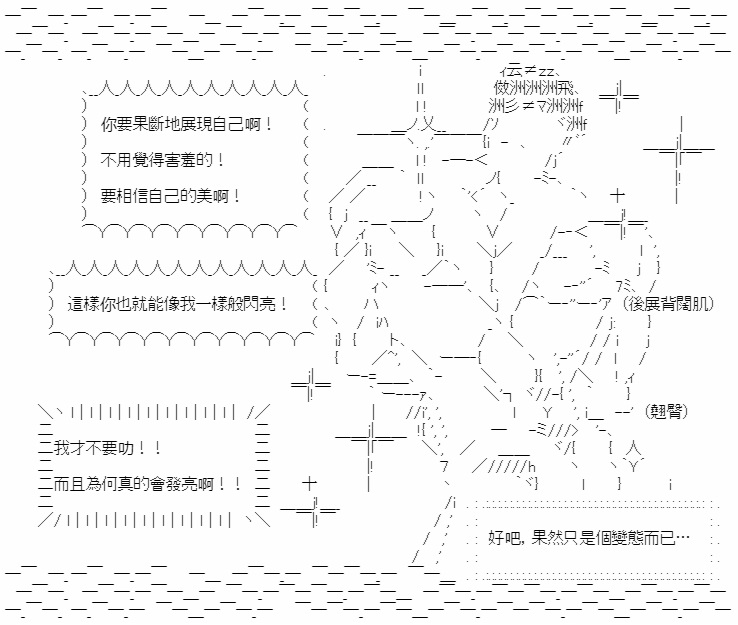 你要果斷地展現自己啊！
不用覺得害羞的！
要相信自己的美啊！
這樣你也就能像我一樣般閃亮！
（後展背闊肌）
（翹臀）
我才不要叻！！
而且為何真的會發亮啊！！
好吧，果然只是個變態而已…